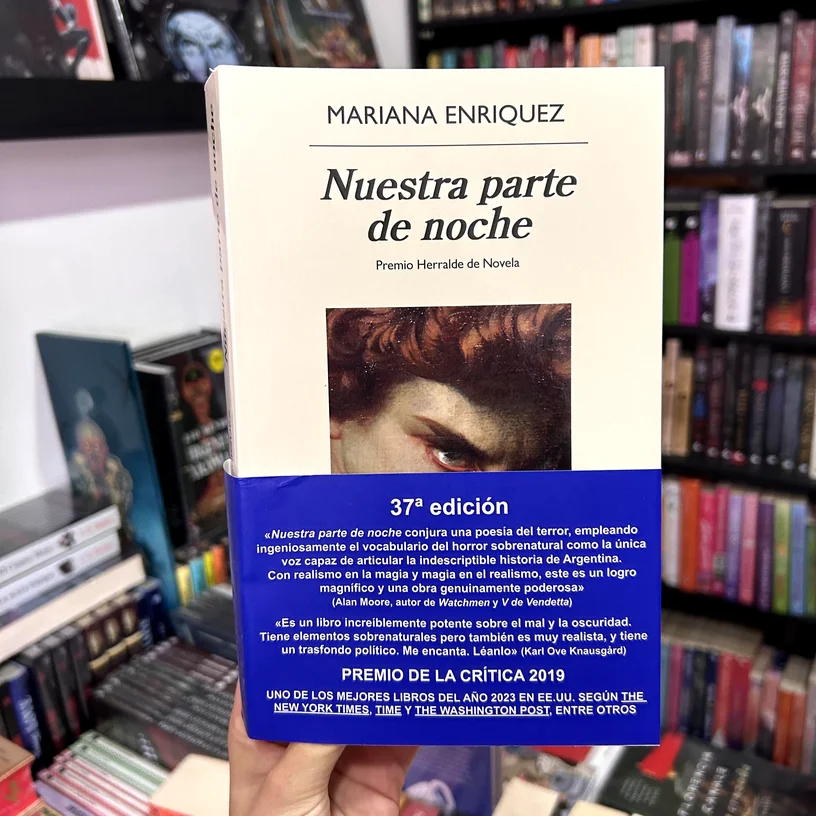 MARIANA ENRIQUEZ
Nuestra parte
de noche
Premio Herralde de Novela
37ª edición
«Nuestra parte de noche conjura una poesía del terror, empleando
ingeniosamente el vocabulario del horror sobrenatural como la única
voz capaz de articular la indescriptible historia de Argentina.
Con realismo en la magia y magia en el realismo, este es un logro
magnífico y una obra genuinamente poderosa»
(Alan Moore, autor de Watchmen y V de Vendetta)
«Es un libro increíblemente potente sobre el mal y la oscuridad.
Tiene elementos sobrenaturales pero también es muy realista, y tiene
un trasfondo político. Me encanta. Léanlo» (Karl Ove Knausgård)
PREMIO DE LA CRÍTICA 2019
UNO DE LOS MEJORES LIBROS DEL AÑO 2023 EN EE.UU. SEGÚN THE
NEW YORK TIMES, TIME Y THE WASHINGTON POST, ENTRE OTROS